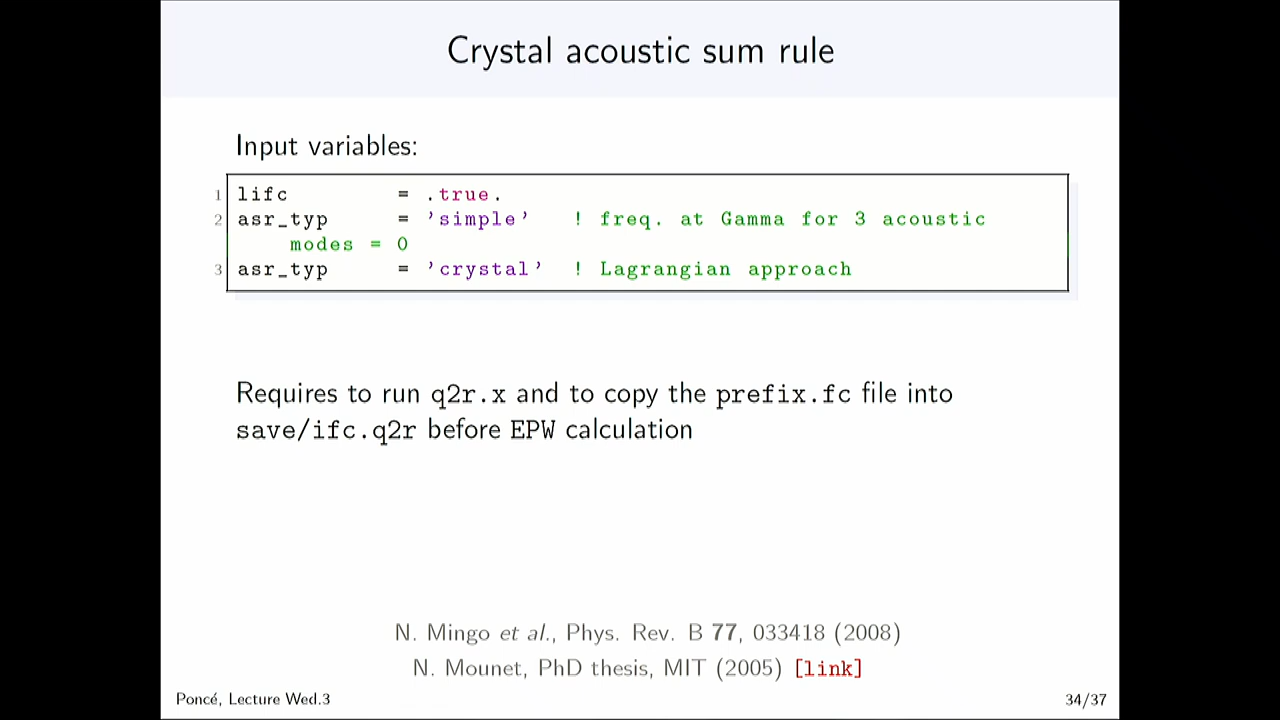 Crystal acoustic sum rule
Input variables:
1 lifc = .true.
2 asr_typ = 'simple' ! freq. at Gamma for 3 acoustic
modes = 0
3 asr_typ = 'crystal' ! Lagrangian approach
Requires to run q2r.x and to copy the prefix.fc file into
save/ifc.q2r before EPW calculation
N. Mingo et al., Phys. Rev. B 77, 033418 (2008)
N. Mounet, PhD thesis, MIT (2005) [link]
Poncé, Lecture Wed.3
34/37